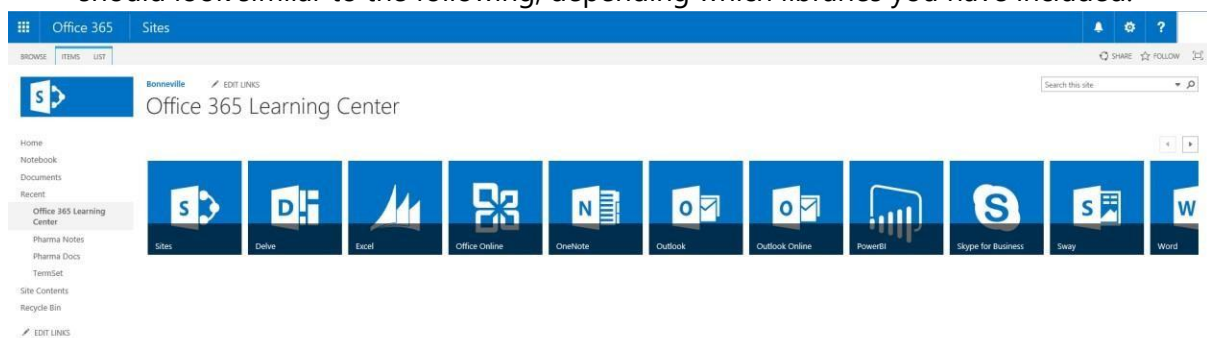 should look similar to the following, depending which libraries you have included.
Office 365 Sites ?
BROWSE ITEMS LIST SHARE FOLLOW
S
Bonneville EDIT LINKS Search this site
Office 365 Learning Center
Home
Notebook
Documents
Recent
Office 365 Learning
Center
Pharma Notes
Pharma Docs
TermSet
Site Contents
Recycle Bin
EDIT LINKS
S D N O O S S W
Sites Delve Excel Office Online OneNote Outlook Outlook Online PowerBI Skype for Business Sway Word